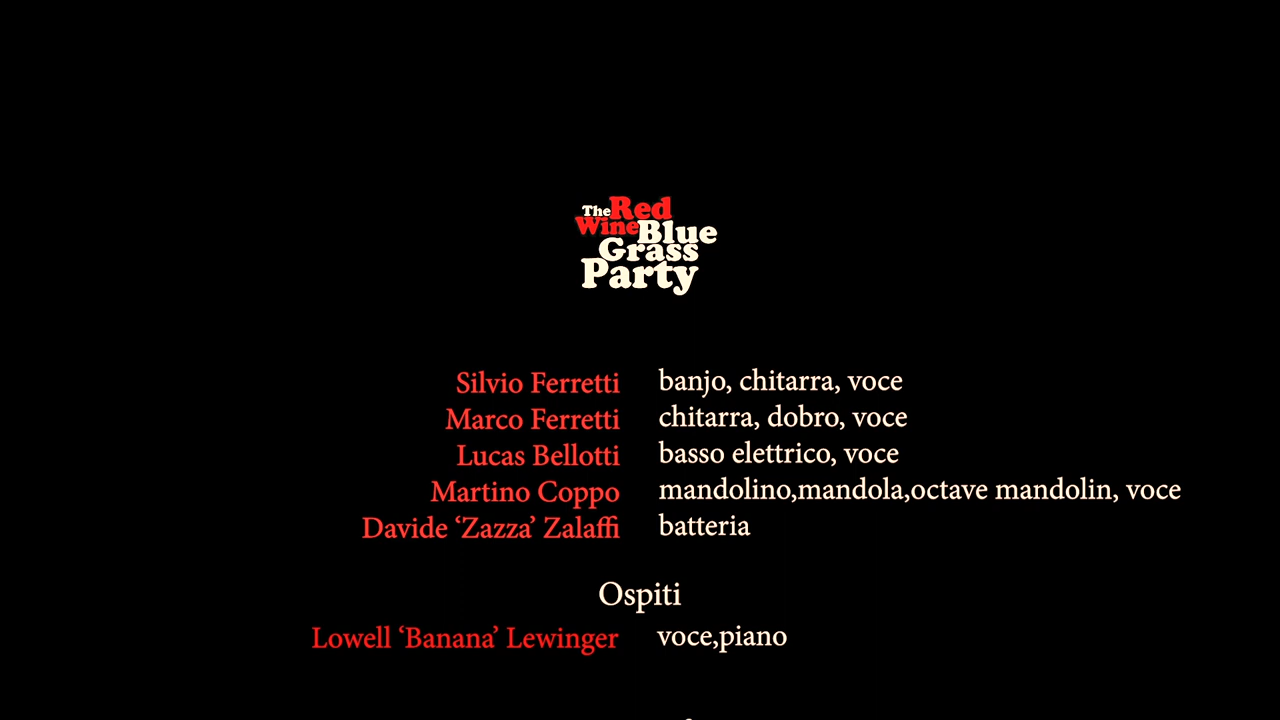 The Red
Wine Blue
Grass
Party
Silvio Ferretti banjo, chitarra, voce
Marco Ferretti chitarra, dobro, voce
Lucas Bellotti basso elettrico, voce
Martino Coppo mandolino,mandola,octave mandolin, voce
Davide ‘Zazza’ Zalaffi batteria
Ospiti
Lowell ‘Banana’ Lewinger voce,piano